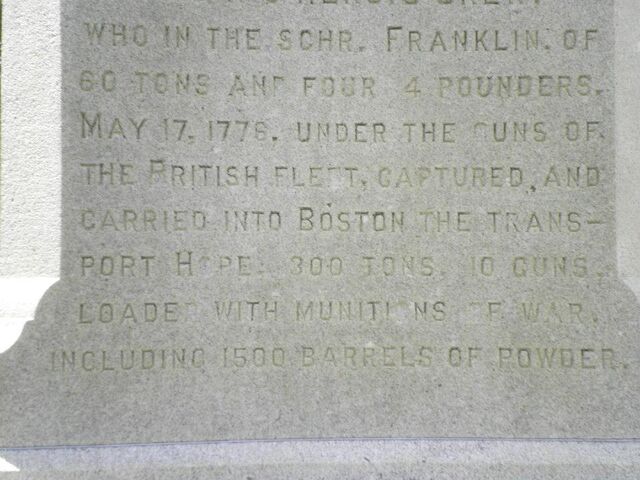 HEROIC CREW
WHO IN THE SCHR. FRANKLIN, OF
60 TONS AND FOUR 4 POUNDERS,
MAY 17, 1776, UNDER THE GUNS OF
THE BRITISH FLEET, CAPTURED, AND
CARRIED INTO BOSTON THE TRANS-
PORT HOPE, 300 TONS, 10 GUNS,
LOADED WITH MUNITIONS OF WAR,
INCLUDING 1500 BARRELS OF POWDER.